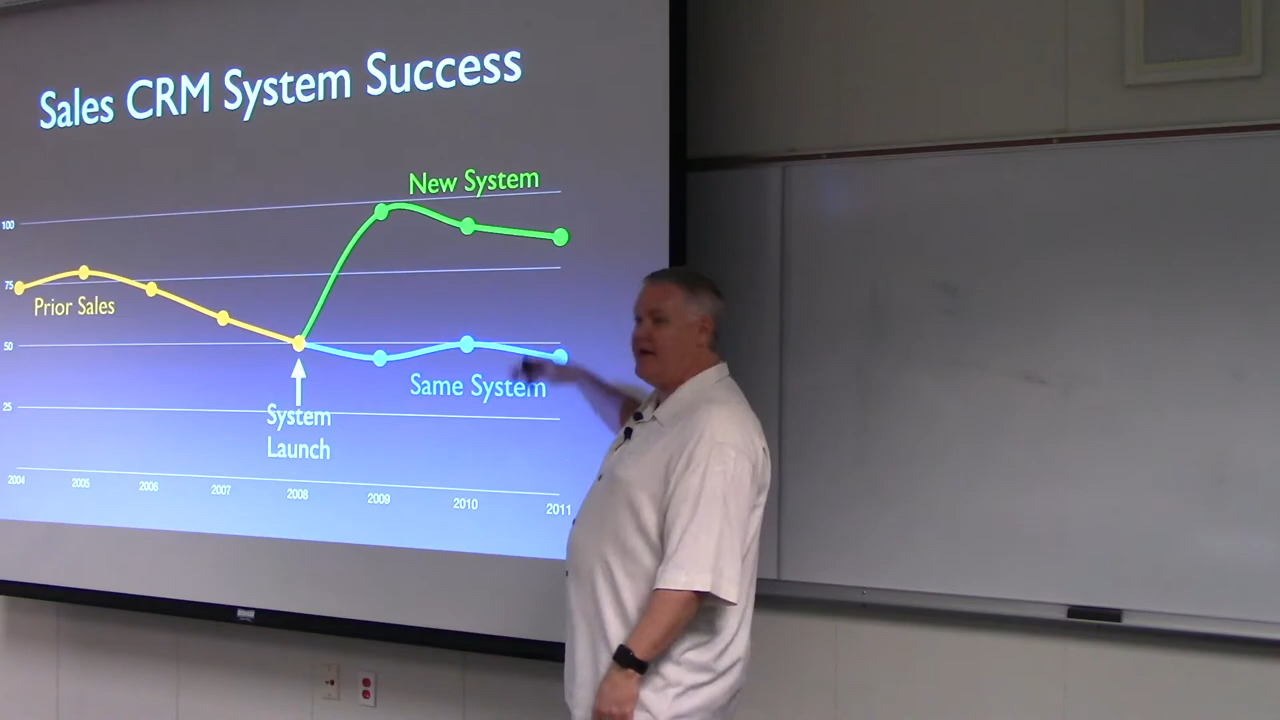 Sales CRM System Success
New System
100
75
Prior Sales
50
Same System
25
System
Launch
2004 2005 2006 2007 2008 2009 2010 2011